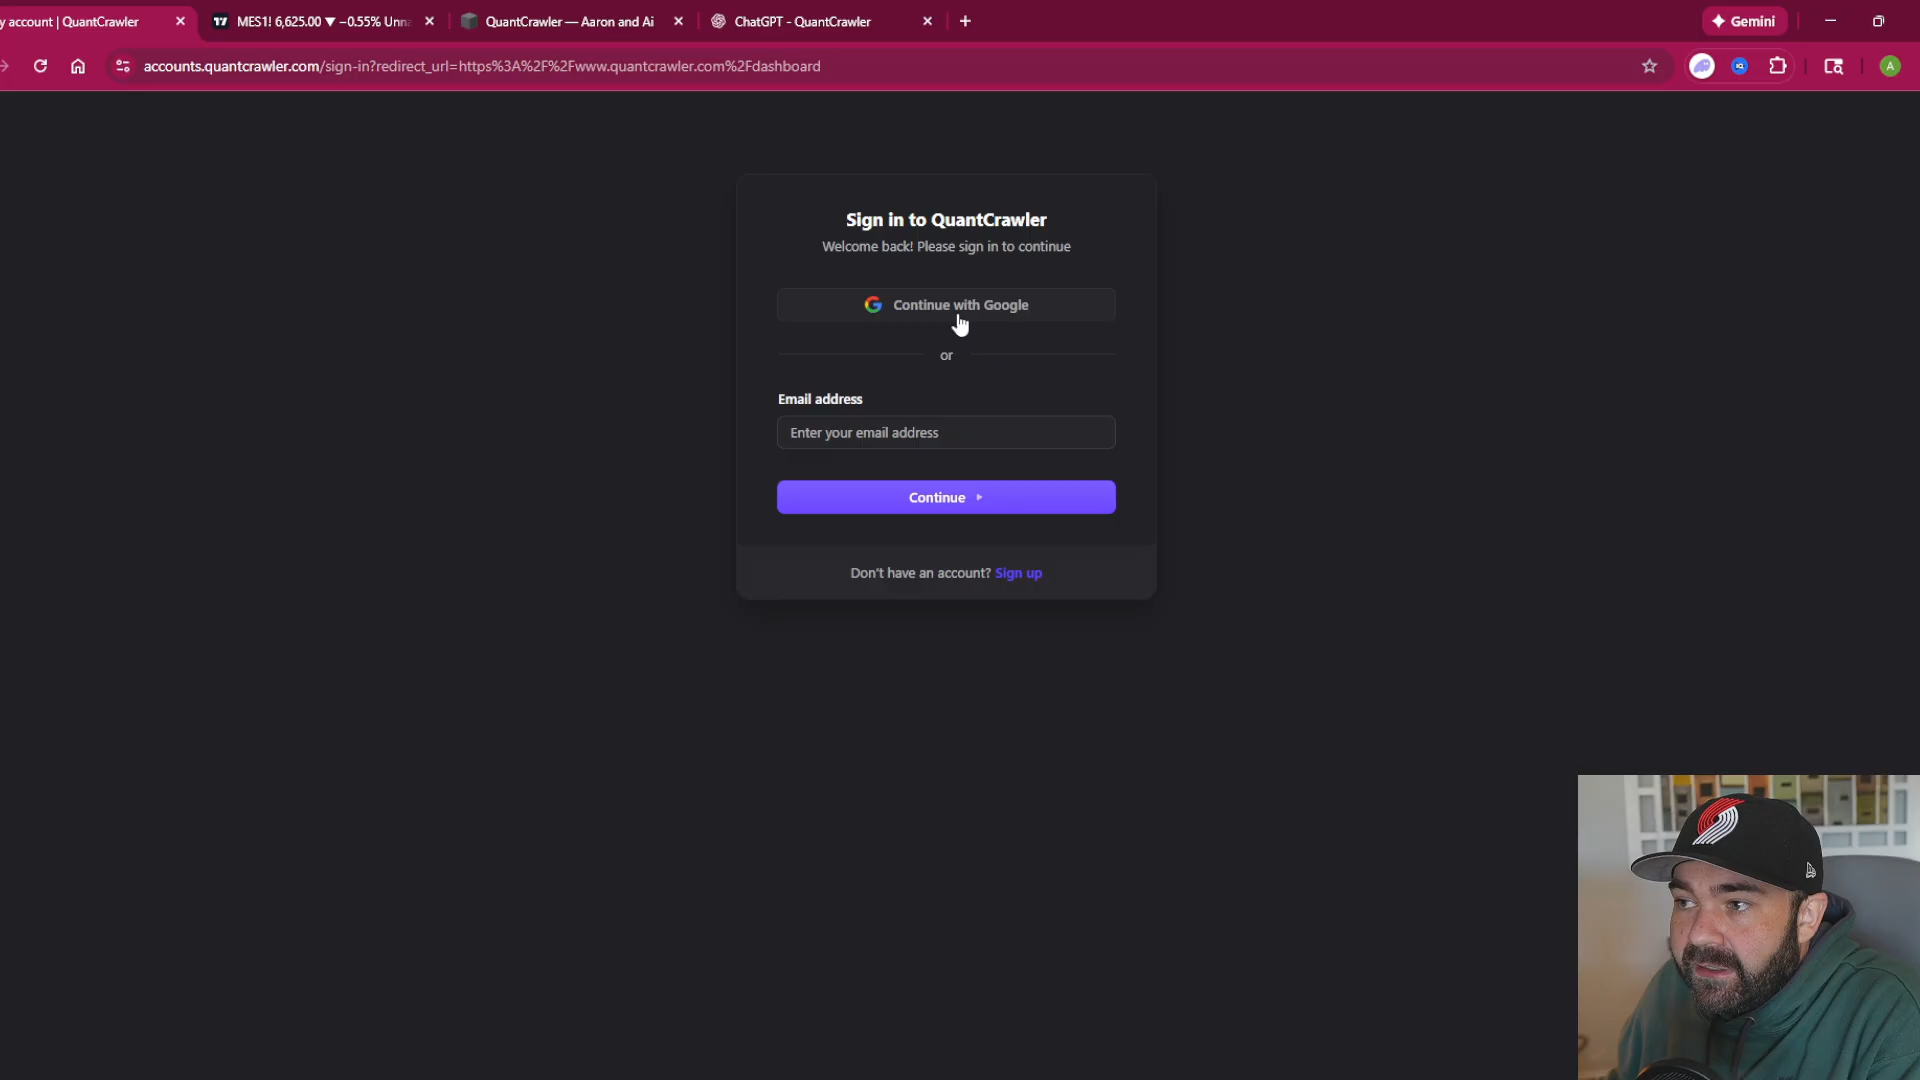 y account | QuantCrawler
MES1! 6,625.00 ▼ −0.55% Unna
QuantCrawler — Aaron and Ai
ChatGPT - QuantCrawler
Gemini
accounts.quantcrawler.com/sign-in?redirect_url=https%3A%2F%2Fwww.quantcrawler.com%2Fdashboard
A
Sign in to QuantCrawler
Welcome back! Please sign in to continue
Continue with Google
or
Email address
Enter your email address
Continue
Don't have an account? Sign up